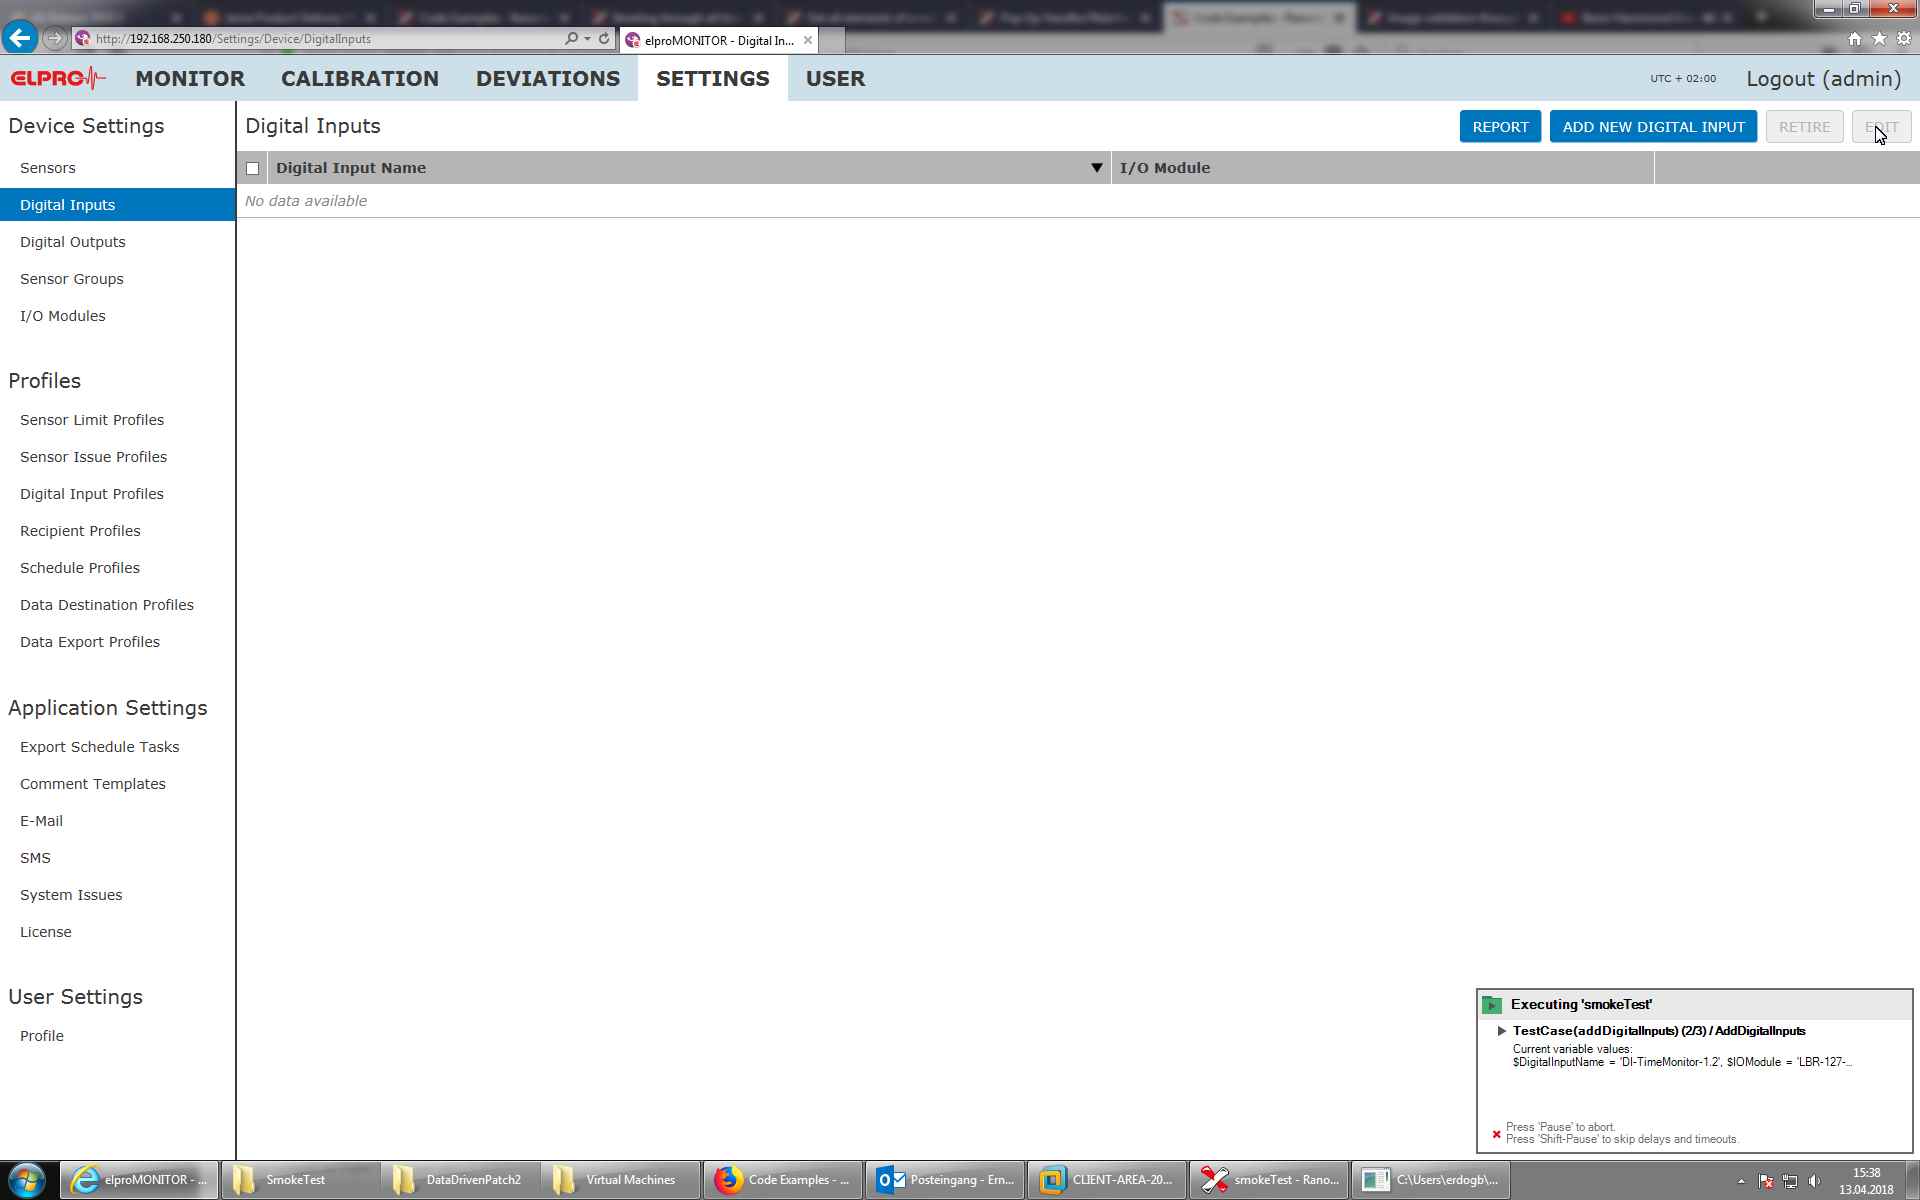 http://192.168.250.180/Settings/Device/DigitalInputs
elproMONITOR - Digital In...
ELPRO
MONITOR
CALIBRATION
DEVIATIONS
SETTINGS
USER
UTC + 02:00
Logout (admin)
Device Settings
Sensors
Digital Inputs
Digital Outputs
Sensor Groups
I/O Modules
Profiles
Sensor Limit Profiles
Sensor Issue Profiles
Digital Input Profiles
Recipient Profiles
Schedule Profiles
Data Destination Profiles
Data Export Profiles
Application Settings
Export Schedule Tasks
Comment Templates
E-Mail
SMS
System Issues
License
User Settings
Profile
Digital Inputs
REPORT
ADD NEW DIGITAL INPUT
RETIRE
EDIT
Digital Input Name
I/O Module
No data available
Executing 'smokeTest'
TestCase(addDigitalInputs) (2/3) / AddDigitalInputs
Current variable values:
$DigitalInputName = 'DI-TimeMonitor-1.2', $IOModule = 'LBR-127-...
Press 'Pause' to abort.
Press 'Shift-Pause' to skip delays and timeouts.
elproMONITOR - ...
SmokeTest
DataDrivenPatch2
Virtual Machines
Code Examples - ...
Posteingang - Ern...
CLIENT-AREA-20...
smokeTest - Rano...
C:\Users\erdogb\...
15:38
13.04.2018